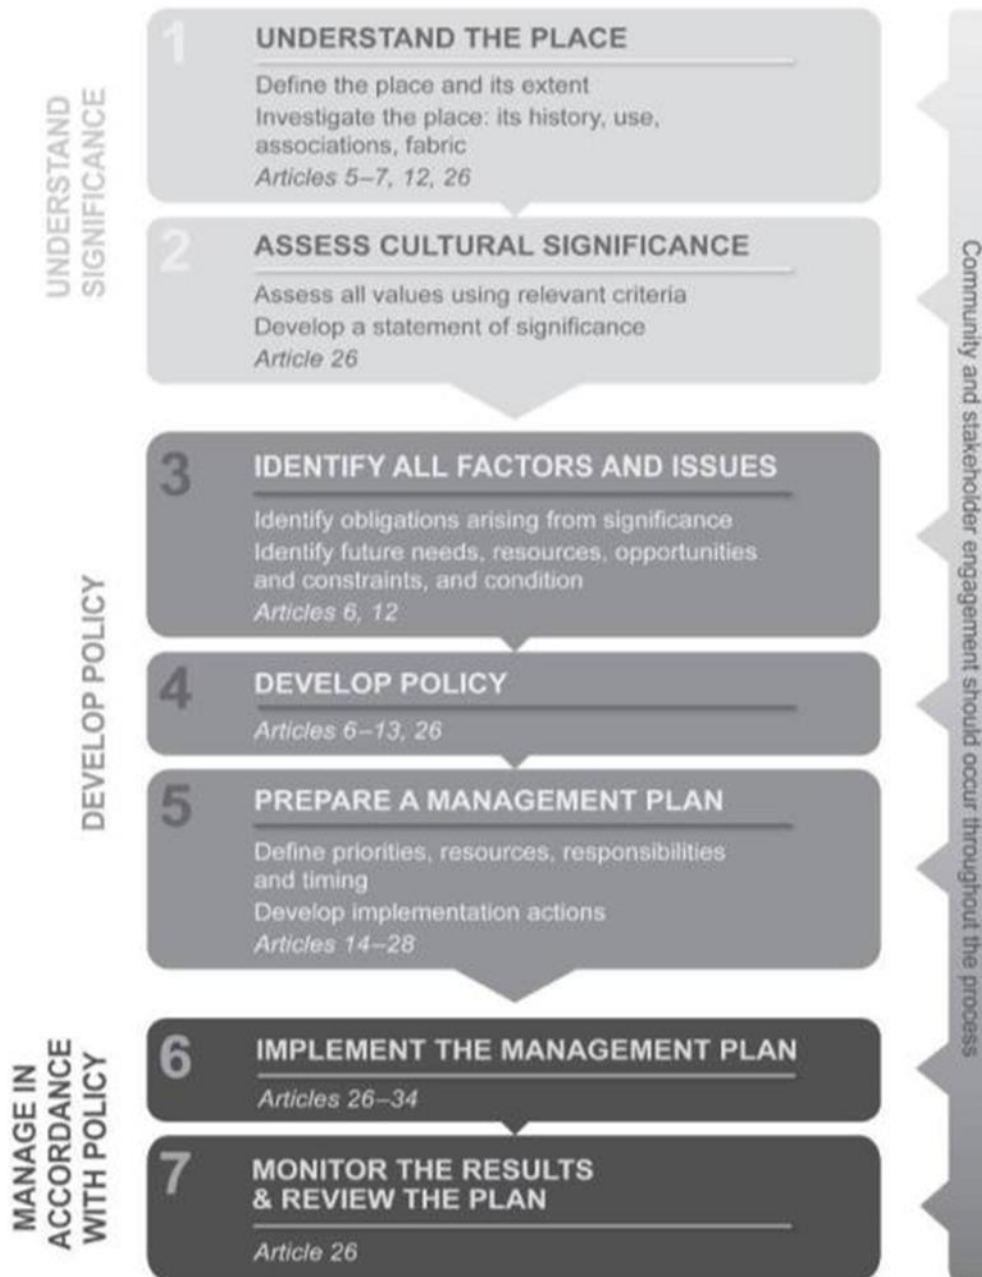 UNDERSTAND
SIGNIFICANCE
1
UNDERSTAND THE PLACE
Define the place and its extent
Investigate the place: its history, use,
associations, fabric
Articles 5–7, 12, 26
2
ASSESS CULTURAL SIGNIFICANCE
Assess all values using relevant criteria
Develop a statement of significance
Article 26
DEVELOP POLICY
3
IDENTIFY ALL FACTORS AND ISSUES
Identify obligations arising from significance
Identify future needs, resources, opportunities
and constraints, and condition
Articles 6, 12
4
DEVELOP POLICY
Articles 6–13, 26
5
PREPARE A MANAGEMENT PLAN
Define priorities, resources, responsibilities
and timing
Develop implementation actions
Articles 14–28
MANAGE IN
ACCORDANCE
WITH POLICY
6
IMPLEMENT THE MANAGEMENT PLAN
Articles 26–34
7
MONITOR THE RESULTS
& REVIEW THE PLAN
Article 26
Community and stakeholder engagement should occur throughout the process